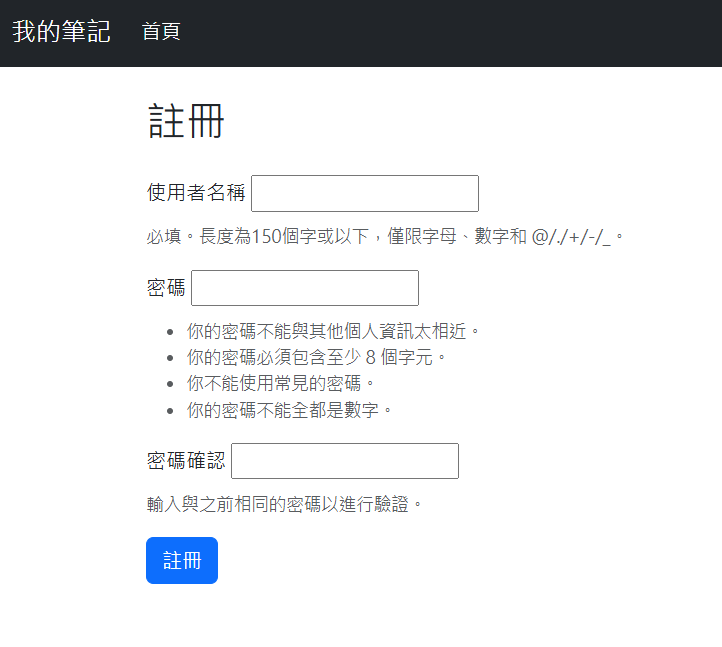 我的筆記 首頁
註冊
使用者名稱
必填。長度為150個字或以下，僅限字母、數字和 @/./+/-/_。
密碼
你的密碼不能與其他個人資訊太相近。
你的密碼必須包含至少 8 個字元。
你不能使用常見的密碼。
你的密碼不能全都是數字。
密碼確認
輸入與之前相同的密碼以進行驗證。
註冊